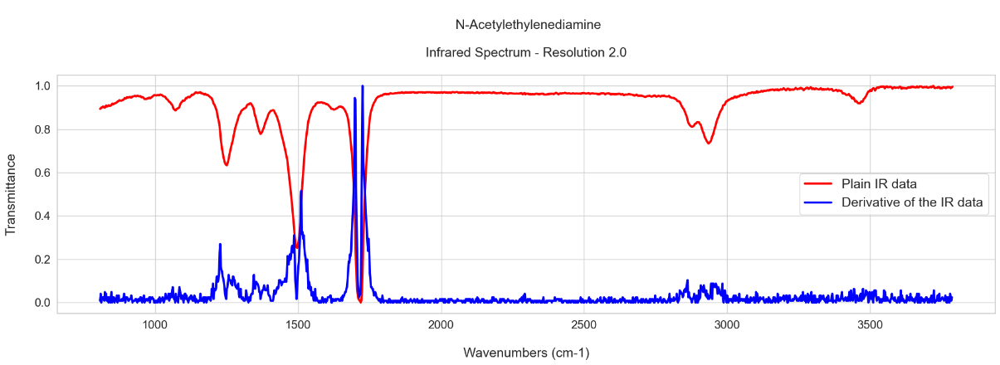 N-Acetylethylenediamine
Infrared Spectrum - Resolution 2.0
1.0
0.8
0.6
0.4
0.2
0.0
Transmittance
Plain IR data
Derivative of the IR data
1000 1500 2000 2500 3000 3500
Wavenumbers (cm-1)